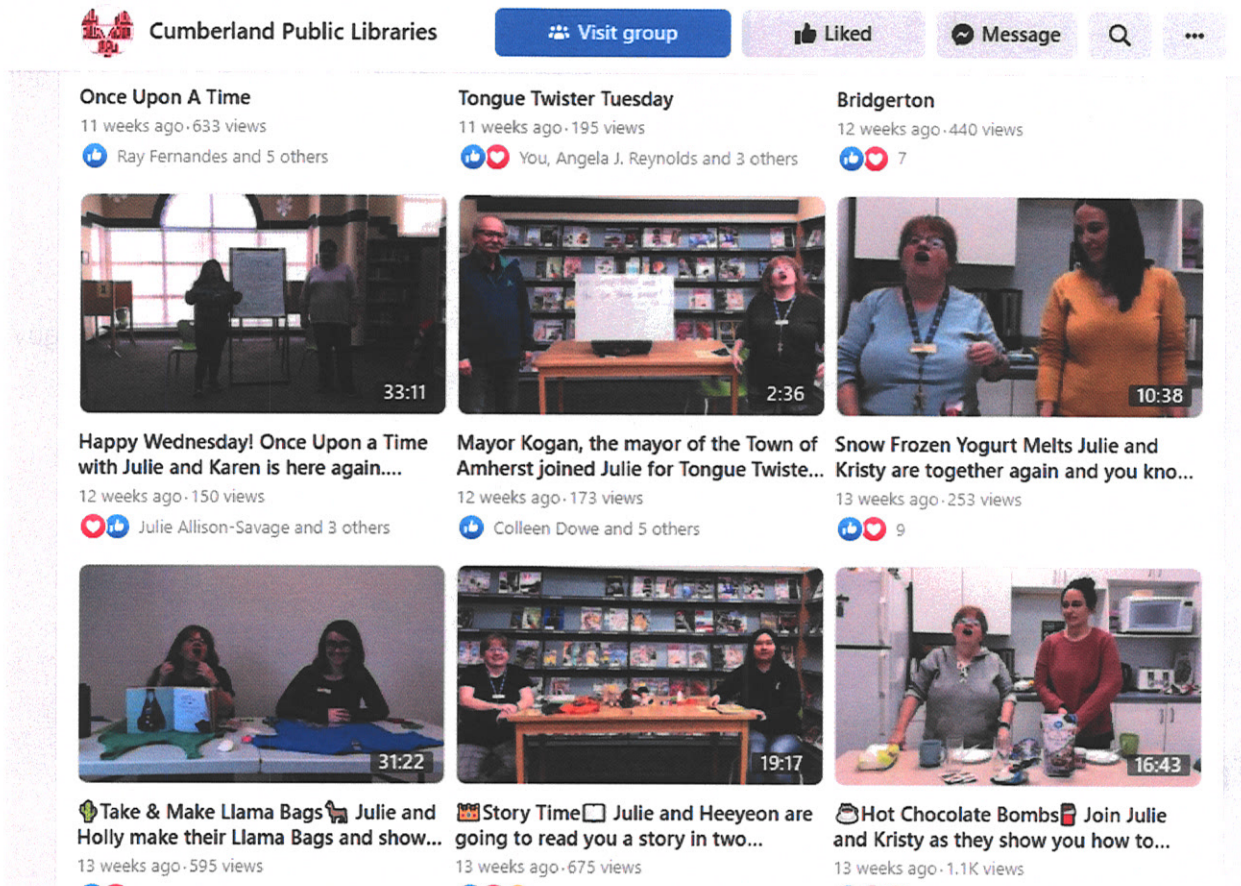 Cumberland Public Libraries
Visit group
Liked
Message
Once Upon A Time
11 weeks ago·633 views
Ray Fernandes and 5 others
Tongue Twister Tuesday
11 weeks ago·195 views
You, Angela J. Reynolds and 3 others
Bridgerton
12 weeks ago·440 views
7
33:11
Happy Wednesday! Once Upon a Time
with Julie and Karen is here again....
12 weeks ago·150 views
Julie Allison-Savage and 3 others
2:36
Mayor Kogan, the mayor of the Town of
Amherst joined Julie for Tongue Twiste...
12 weeks ago·173 views
Colleen Dowe and 5 others
10:38
Snow Frozen Yogurt Melts Julie and
Kristy are together again and you kno...
13 weeks ago·253 views
9
31:22
🌵Take & Make Llama Bags🦙 Julie and
Holly make their Llama Bags and show...
13 weeks ago·595 views
19:17
Story Time Julie and Heeyeon are
going to read you a story in two...
13 weeks ago·675 views
16:43
Hot Chocolate Bombs Join Julie
and Kristy as they show you how to...
13 weeks ago·1.1K views